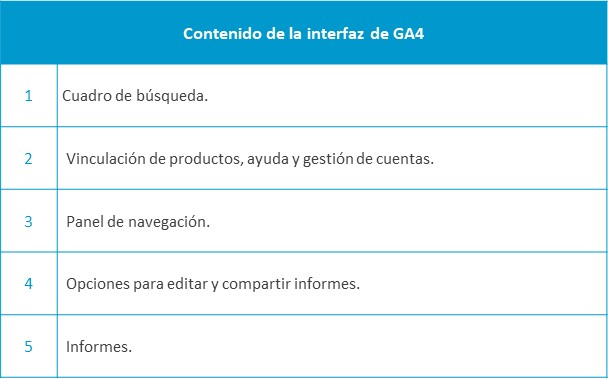 Contenido de la interfaz de GA4
1 Cuadro de búsqueda.
2 Vinculación de productos, ayuda y gestión de cuentas.
3 Panel de navegación.
4 Opciones para editar y compartir informes.
5 Informes.